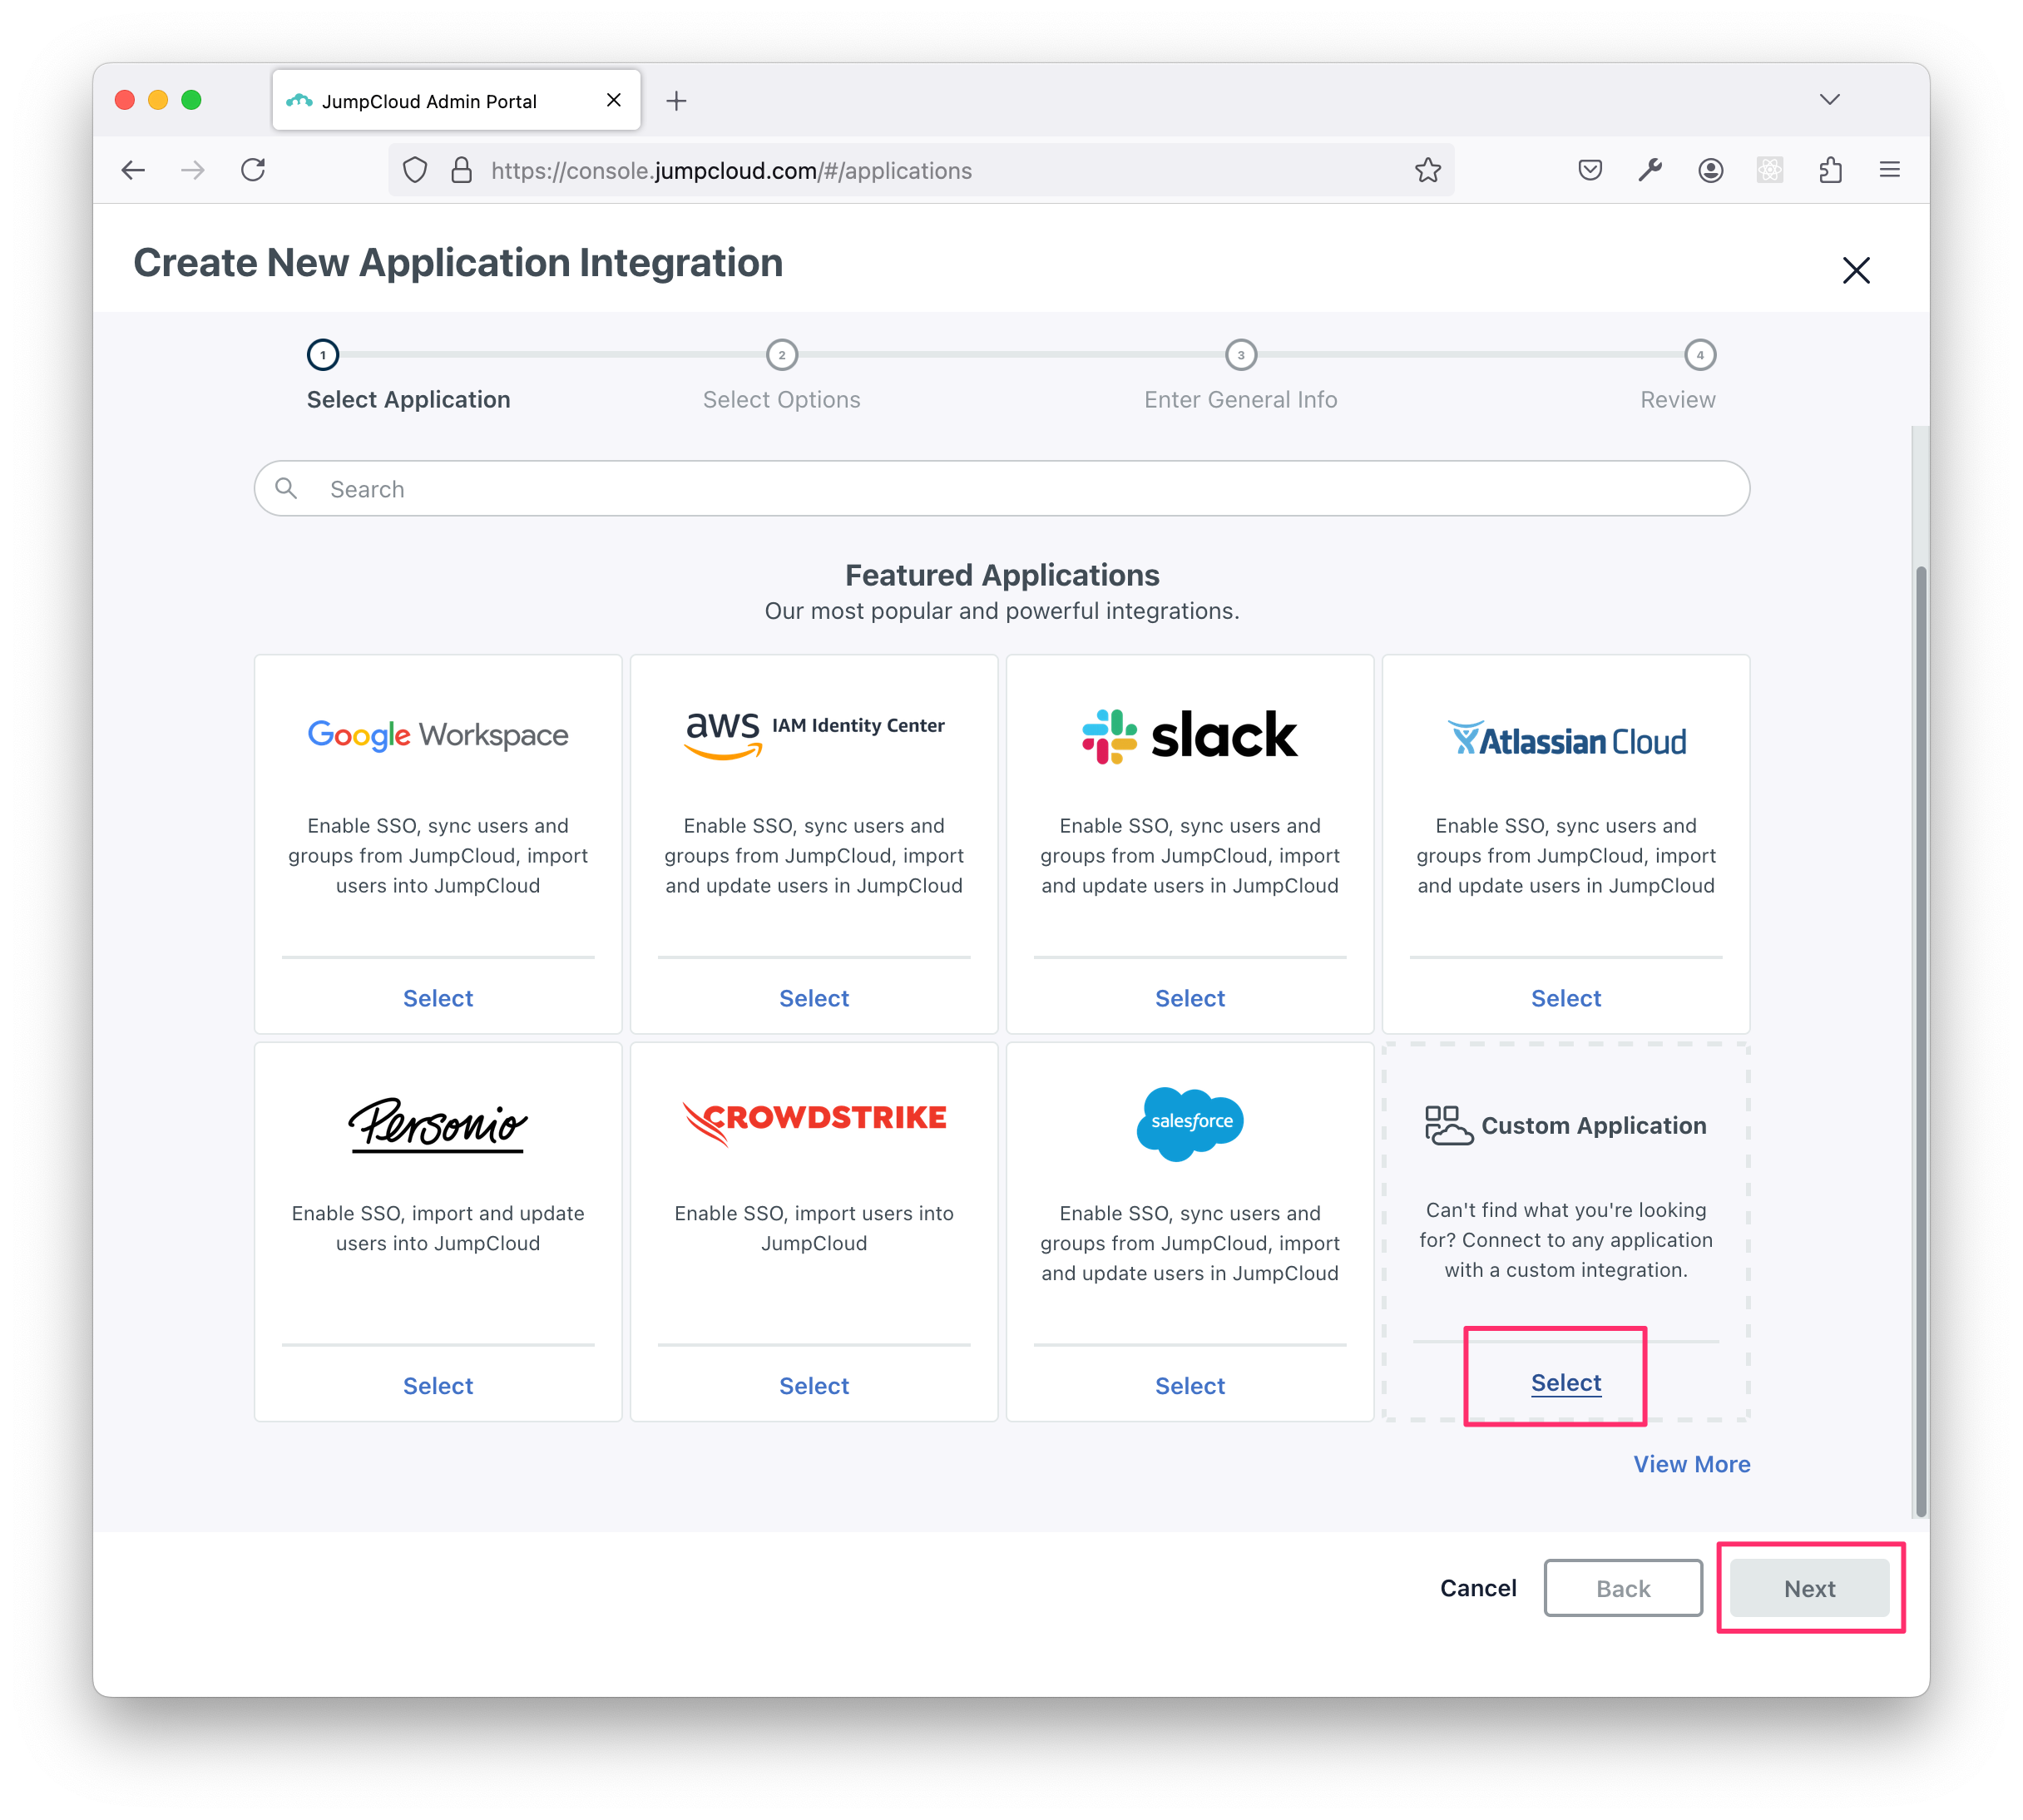 JumpCloud Admin Portal
https://console.jumpcloud.com/#/applications
Create New Application Integration
1
2
3
4
Select Application
Select Options
Enter General Info
Review
Search
Featured Applications
Our most popular and powerful integrations.
Google Workspace
Enable SSO, sync users and
groups from JumpCloud, import
users into JumpCloud
Select
aws IAM Identity Center
Enable SSO, sync users and
groups from JumpCloud, import
and update users in JumpCloud
Select
slack
Enable SSO, sync users and
groups from JumpCloud, import
and update users in JumpCloud
Select
Atlassian Cloud
Enable SSO, sync users and
groups from JumpCloud, import
and update users in JumpCloud
Select
Personio
Enable SSO, import and update
users into JumpCloud
Select
CROWDSTRIKE
Enable SSO, import users into
JumpCloud
Select
salesforce
Enable SSO, sync users and
groups from JumpCloud, import
and update users in JumpCloud
Select
Custom Application
Can't find what you're looking
for? Connect to any application
with a custom integration.
Select
View More
Cancel
Back
Next